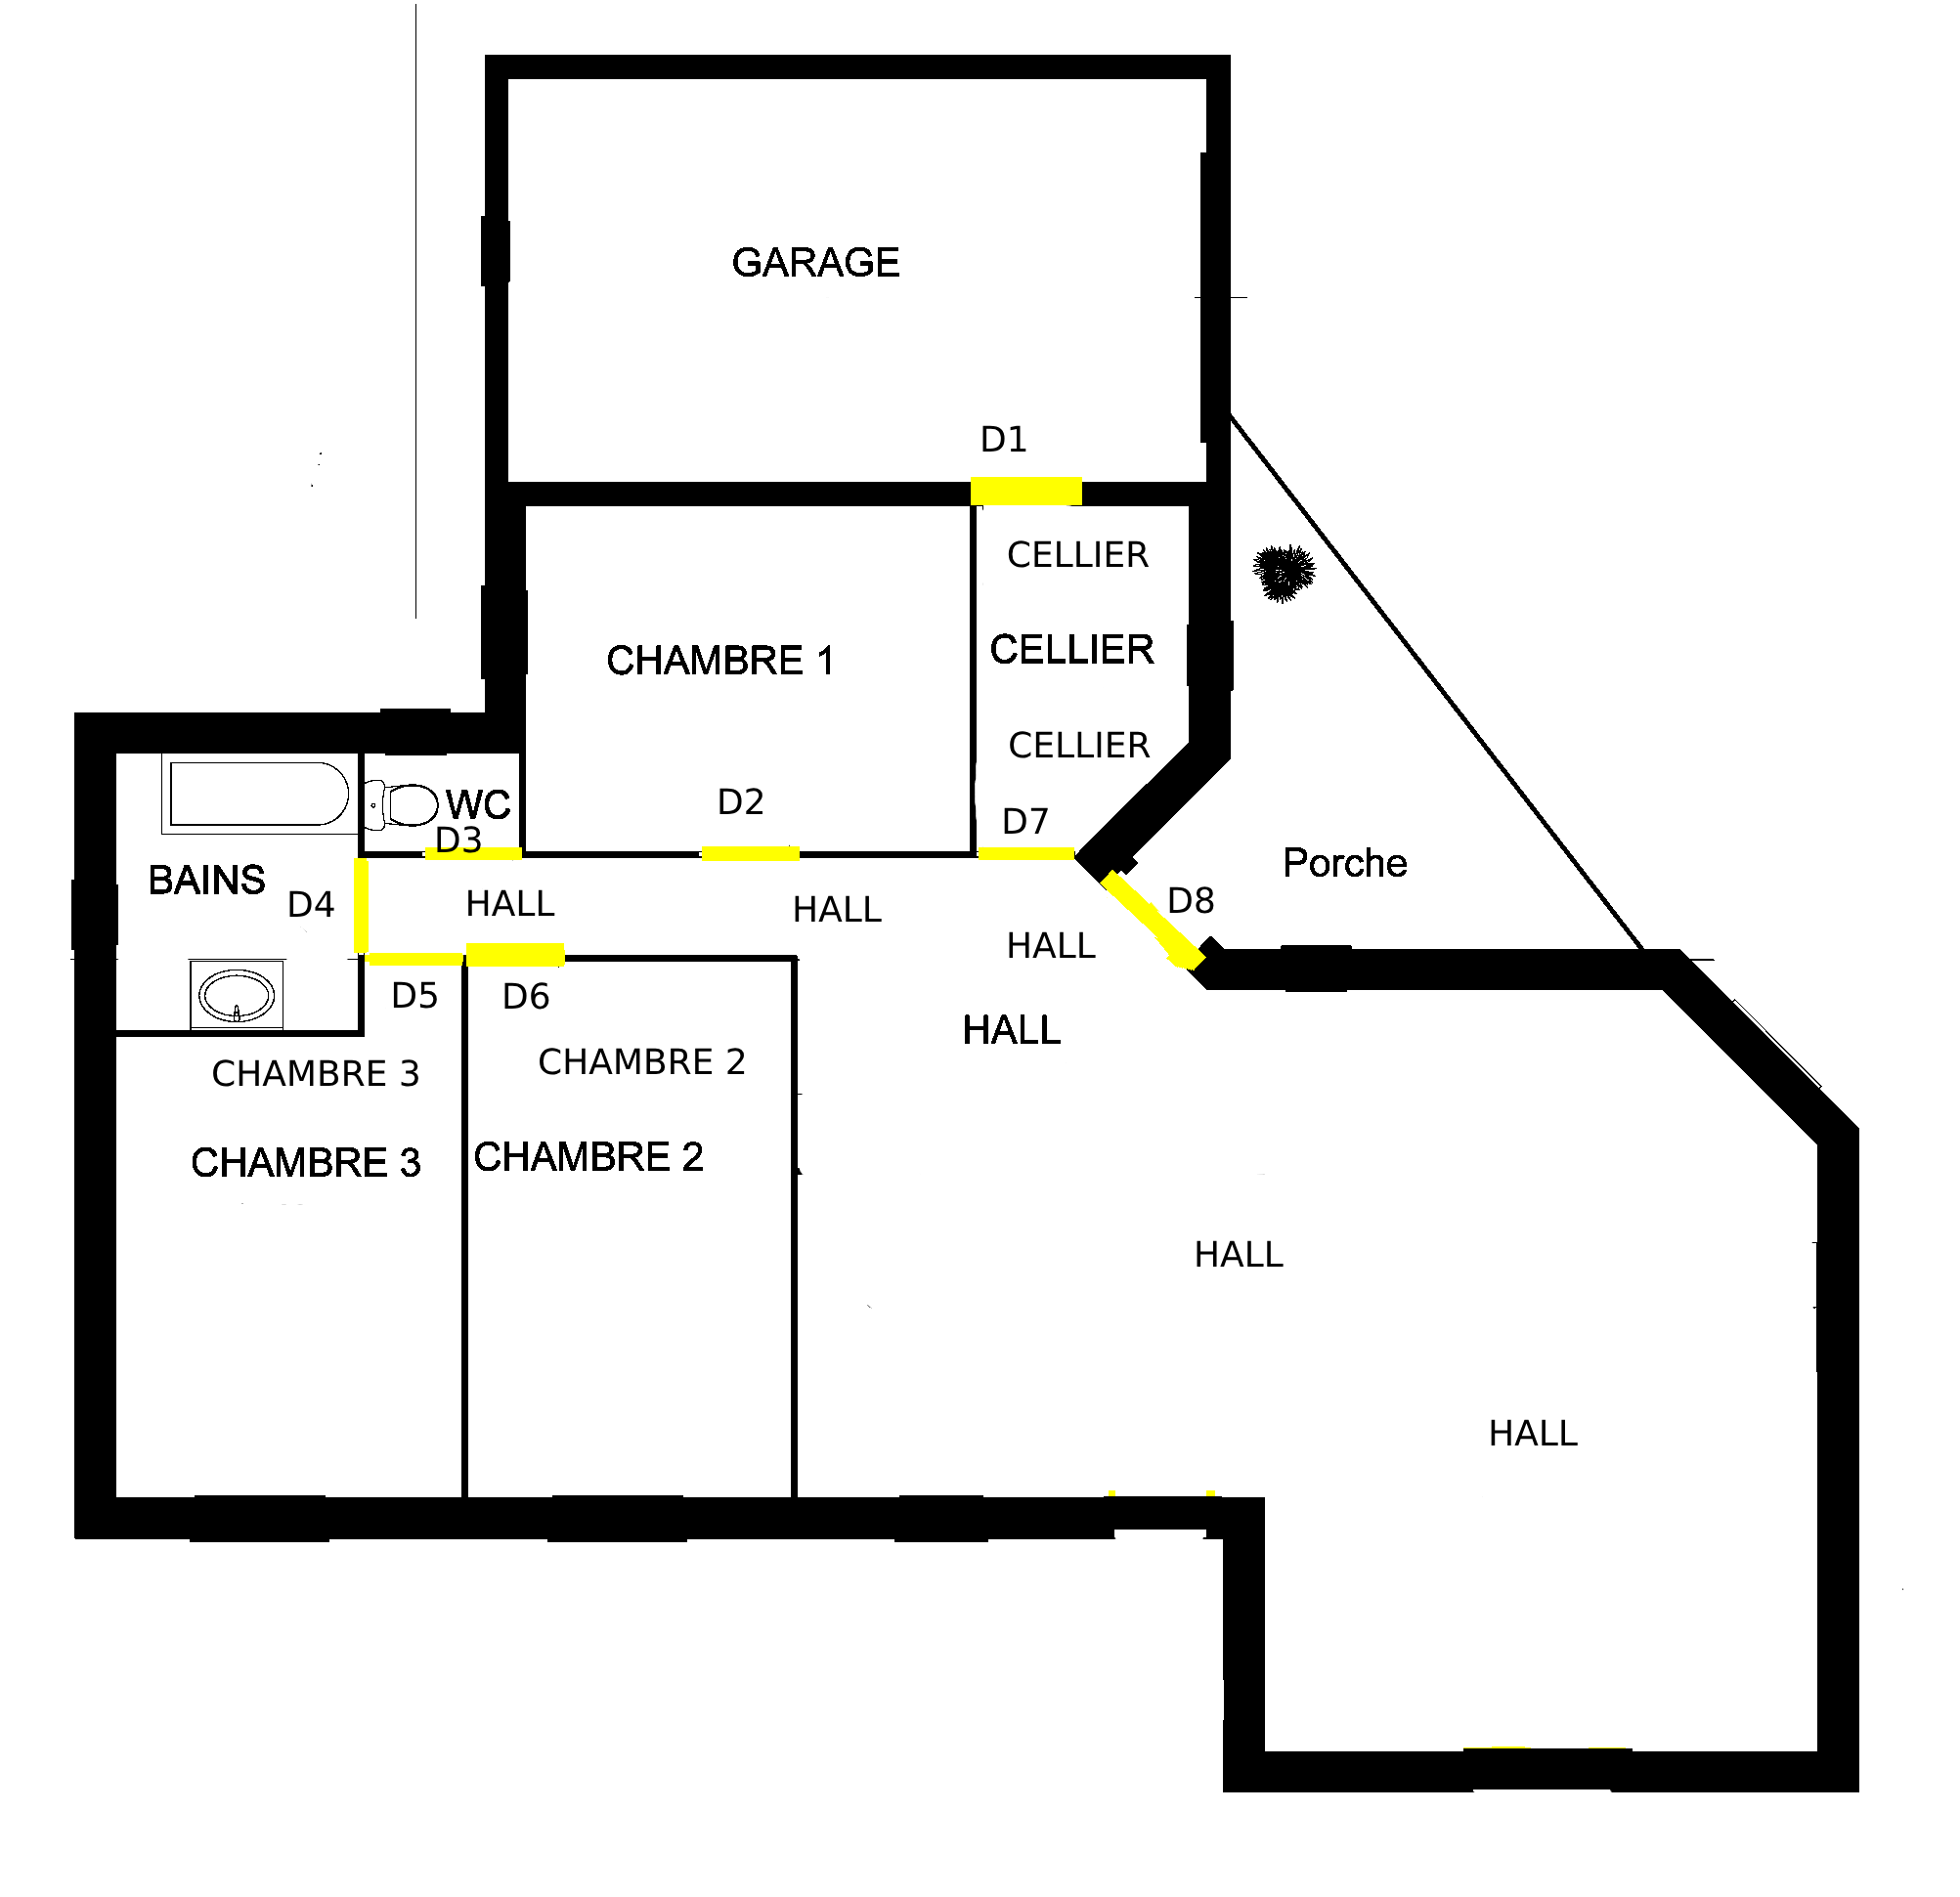 GARAGE
D1
CELLIER
CHAMBRE 1
CELLIER
CELLIER
D2
WC
D7
D3
BAINS
Porche
D4
HALL
HALL
D8
HALL
D5
D6
HALL
CHAMBRE 3
CHAMBRE 2
CHAMBRE 3
CHAMBRE 2
HALL
HALL